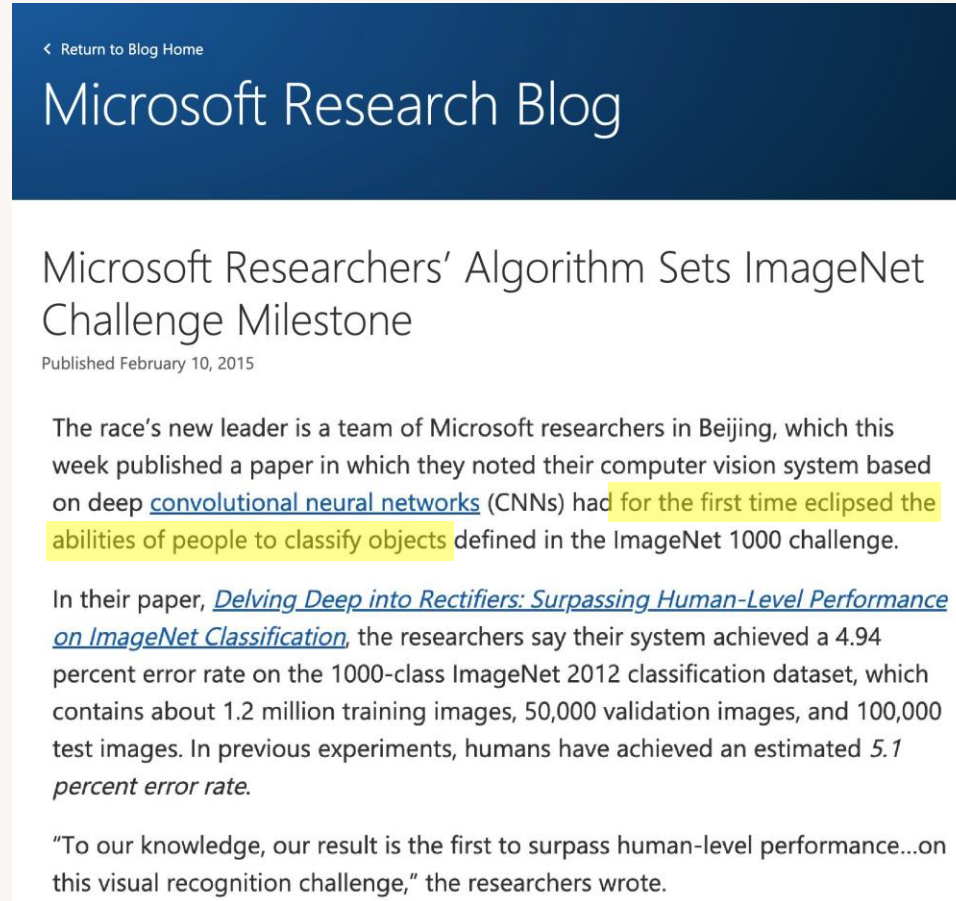 < Return to Blog Home
Microsoft Research Blog
Microsoft Researchers’ Algorithm Sets ImageNet
Challenge Milestone
Published February 10, 2015
The race’s new leader is a team of Microsoft researchers in Beijing, which this
week published a paper in which they noted their computer vision system based
on deep convolutional neural networks (CNNs) had for the first time eclipsed the
abilities of people to classify objects defined in the ImageNet 1000 challenge.
In their paper, Delving Deep into Rectifiers: Surpassing Human-Level Performance
on ImageNet Classification, the researchers say their system achieved a 4.94
percent error rate on the 1000-class ImageNet 2012 classification dataset, which
contains about 1.2 million training images, 50,000 validation images, and 100,000
test images. In previous experiments, humans have achieved an estimated 5.1
percent error rate.
“To our knowledge, our result is the first to surpass human-level performance...on
this visual recognition challenge,” the researchers wrote.